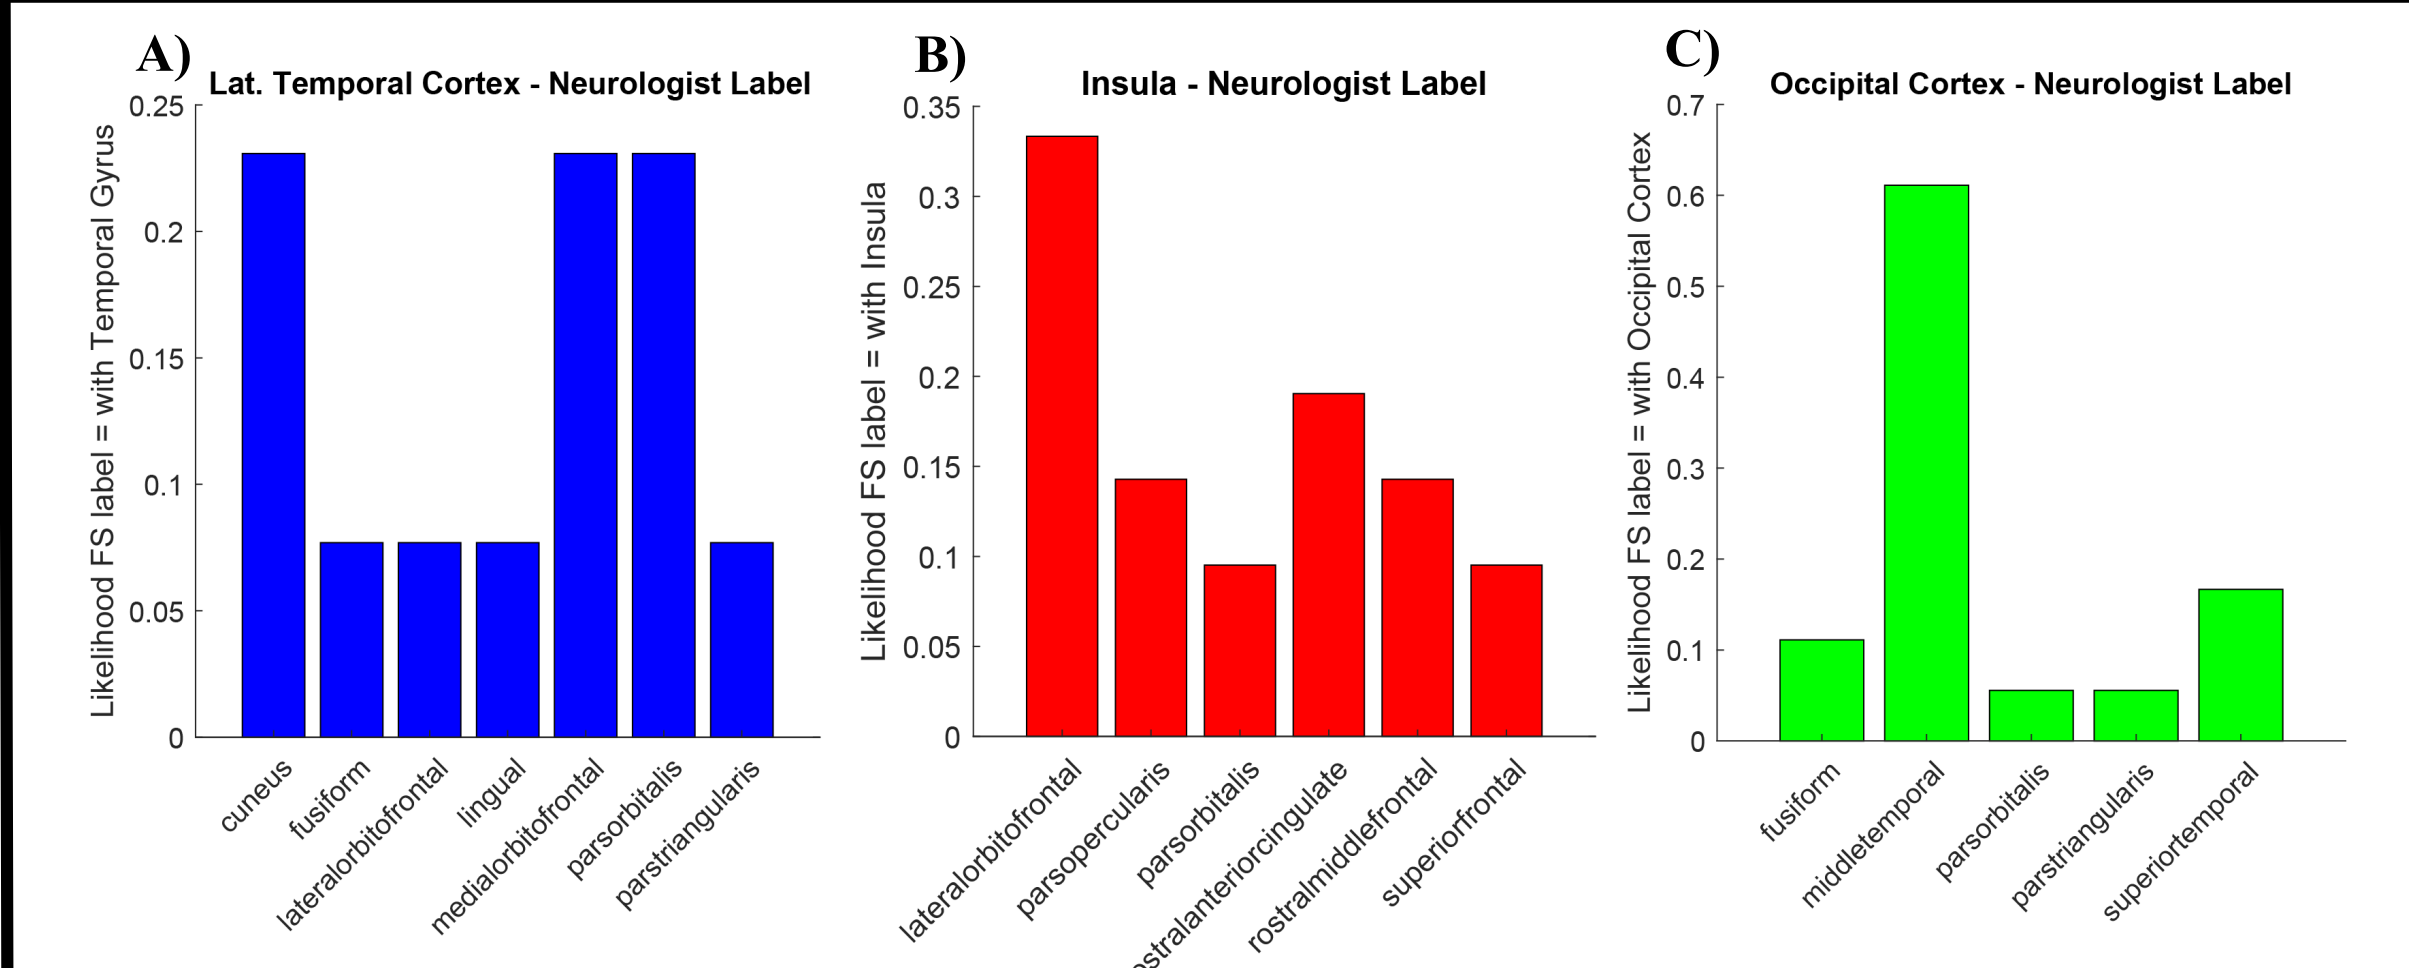 A)
Lat. Temporal Cortex - Neurologist Label
Likelihood FS label = with Temporal Gyrus
0.25
0.2
0.15
0.1
0.05
0
cuneus
fusiform
lateralorbitofrontal
lingual
medialorbitofrontal
parsorbitalis
parstriangularis
B)
Insula - Neurologist Label
Likelihood FS label = with Insula
0.35
0.3
0.25
0.2
0.15
0.1
0.05
0
lateralorbitofrontal
parsopercularis
parsorbitalis
ostralanteriorcingulate
rostralmiddlefrontal
superiorfrontal
C)
Occipital Cortex - Neurologist Label
Likelihood FS label = with Occipital Cortex
0.7
0.6
0.5
0.4
0.3
0.2
0.1
0
fusiform
middletemporal
parsorbitalis
parstriangularis
superiortemporal